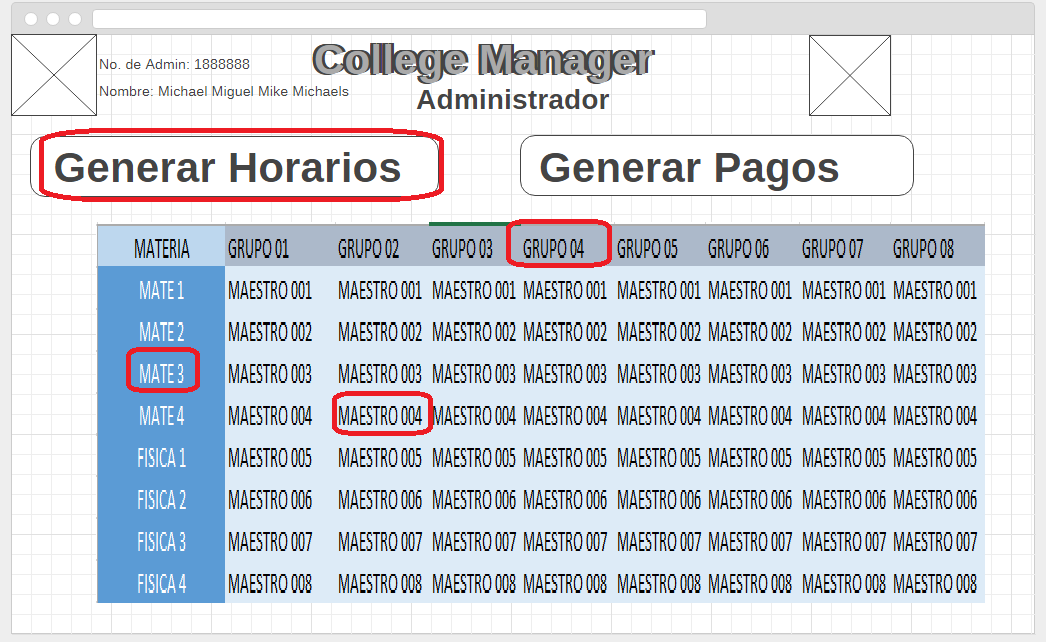 College Manager
No. de Admin: 1888888
Nombre: Michael Miguel Mike Michaels
Administrador
Generar Horarios
Generar Pagos
MATERIA GRUPO 01 GRUPO 02 GRUPO 03 GRUPO 04 GRUPO 05 GRUPO 06 GRUPO 07 GRUPO 08
MATE 1 MAESTRO 001 MAESTRO 001 MAESTRO 001 MAESTRO 001 MAESTRO 001 MAESTRO 001 MAESTRO 001 MAESTRO 001
MATE 2 MAESTRO 002 MAESTRO 002 MAESTRO 002 MAESTRO 002 MAESTRO 002 MAESTRO 002 MAESTRO 002 MAESTRO 002
MATE 3 MAESTRO 003 MAESTRO 003 MAESTRO 003 MAESTRO 003 MAESTRO 003 MAESTRO 003 MAESTRO 003 MAESTRO 003
MATE 4 MAESTRO 004 MAESTRO 004 MAESTRO 004 MAESTRO 004 MAESTRO 004 MAESTRO 004 MAESTRO 004 MAESTRO 004
FISICA 1 MAESTRO 005 MAESTRO 005 MAESTRO 005 MAESTRO 005 MAESTRO 005 MAESTRO 005 MAESTRO 005 MAESTRO 005
FISICA 2 MAESTRO 006 MAESTRO 006 MAESTRO 006 MAESTRO 006 MAESTRO 006 MAESTRO 006 MAESTRO 006 MAESTRO 006
FISICA 3 MAESTRO 007 MAESTRO 007 MAESTRO 007 MAESTRO 007 MAESTRO 007 MAESTRO 007 MAESTRO 007 MAESTRO 007
FISICA 4 MAESTRO 008 MAESTRO 008 MAESTRO 008 MAESTRO 008 MAESTRO 008 MAESTRO 008 MAESTRO 008 MAESTRO 008